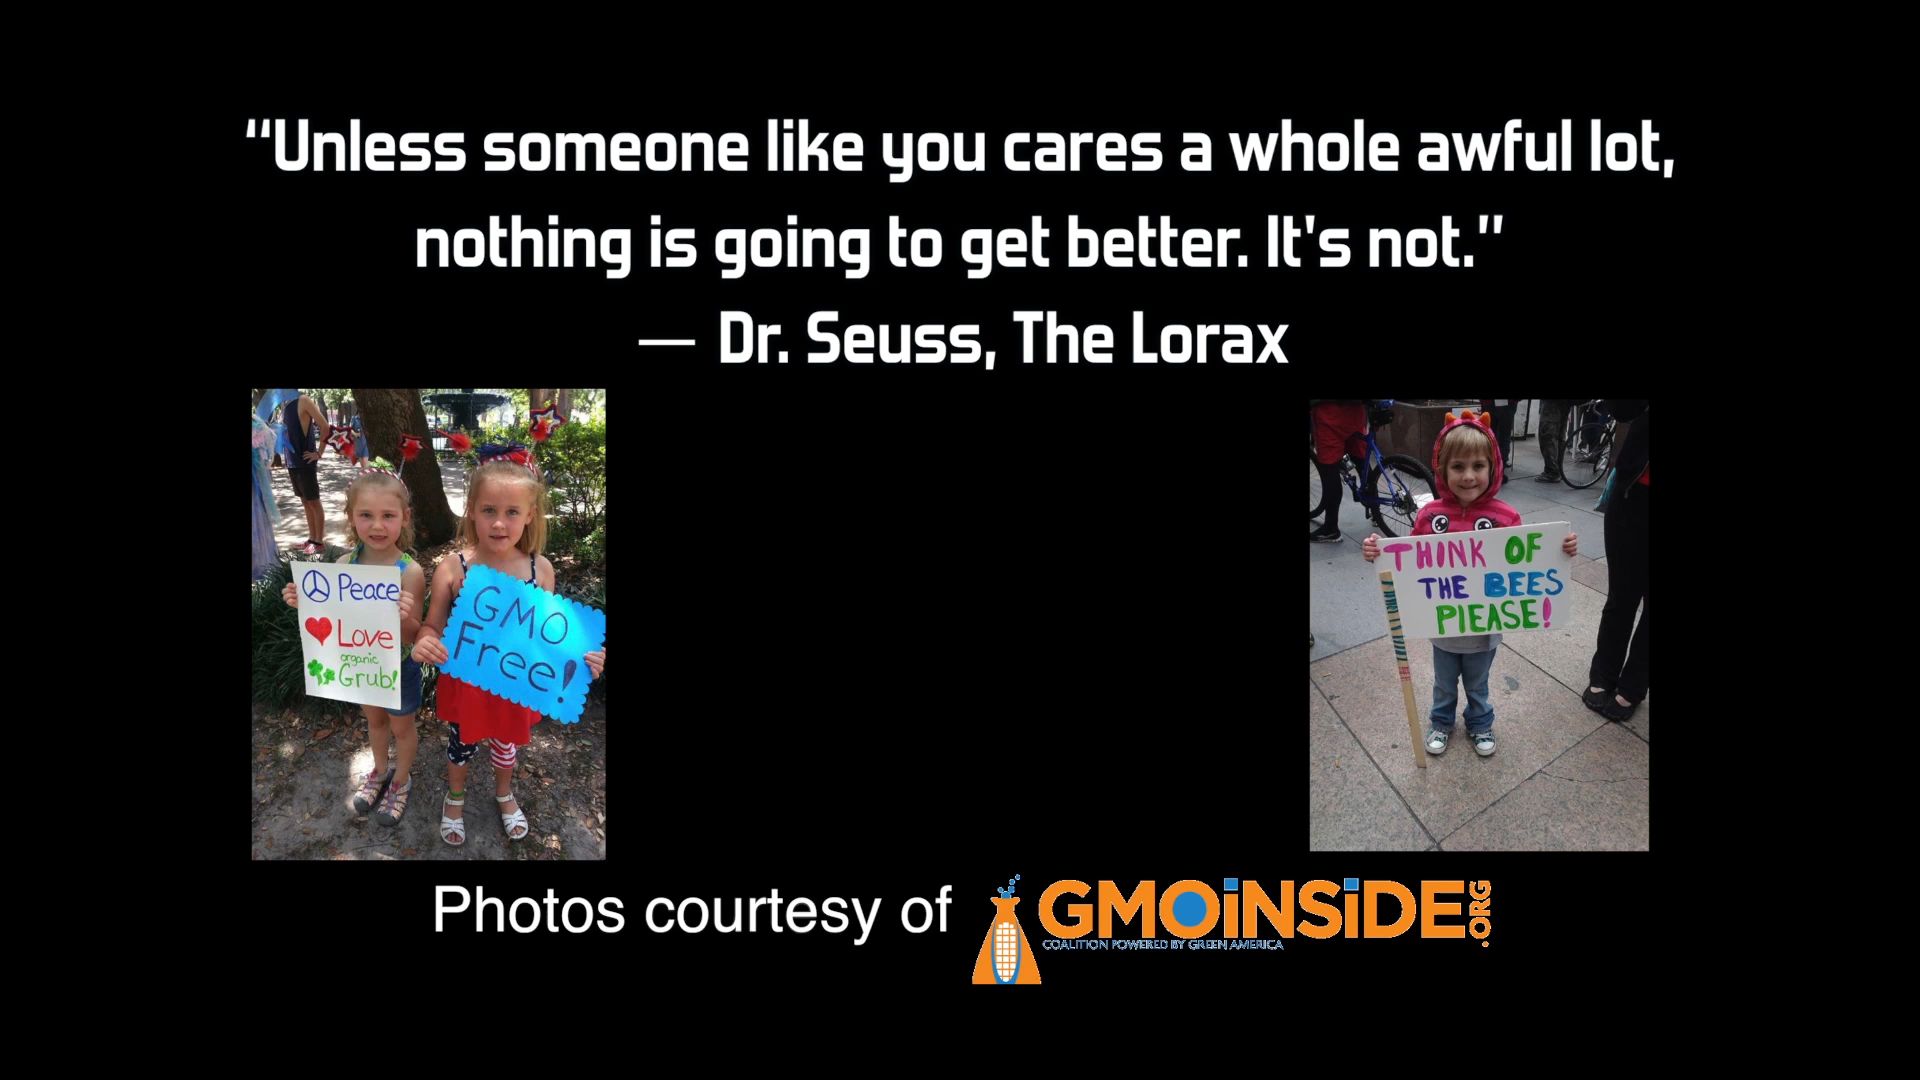 “Unless someone like you cares a whole awful lot,
nothing is going to get better. It's not.”
— Dr. Seuss, The Lorax
Peace
Love
organic
Grub!
GMO
Free!
THINK OF
THE BEES
PlEASE!
Photos courtesy of
GMOiNSiDE.ORG
COALITION POWERED BY GREEN AMERICA